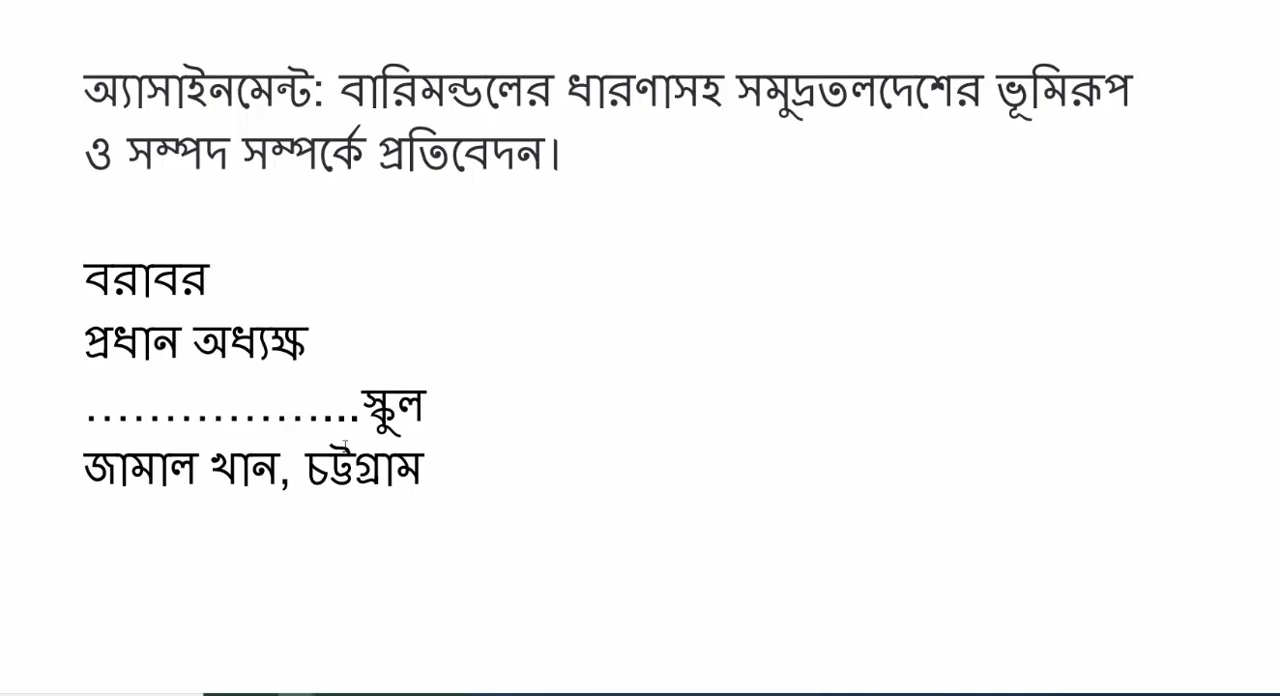 অ্যাসাইনমেন্ট: বারিমন্ডলের ধারণাসহ সমুদ্রতলদেশের ভূমিরূপ
ও সম্পদ সম্পর্কে প্রতিবেদন।
বরাবর
প্রধান অধ্যক্ষ
………………...স্কুল
জামাল খান, চট্টগ্রাম